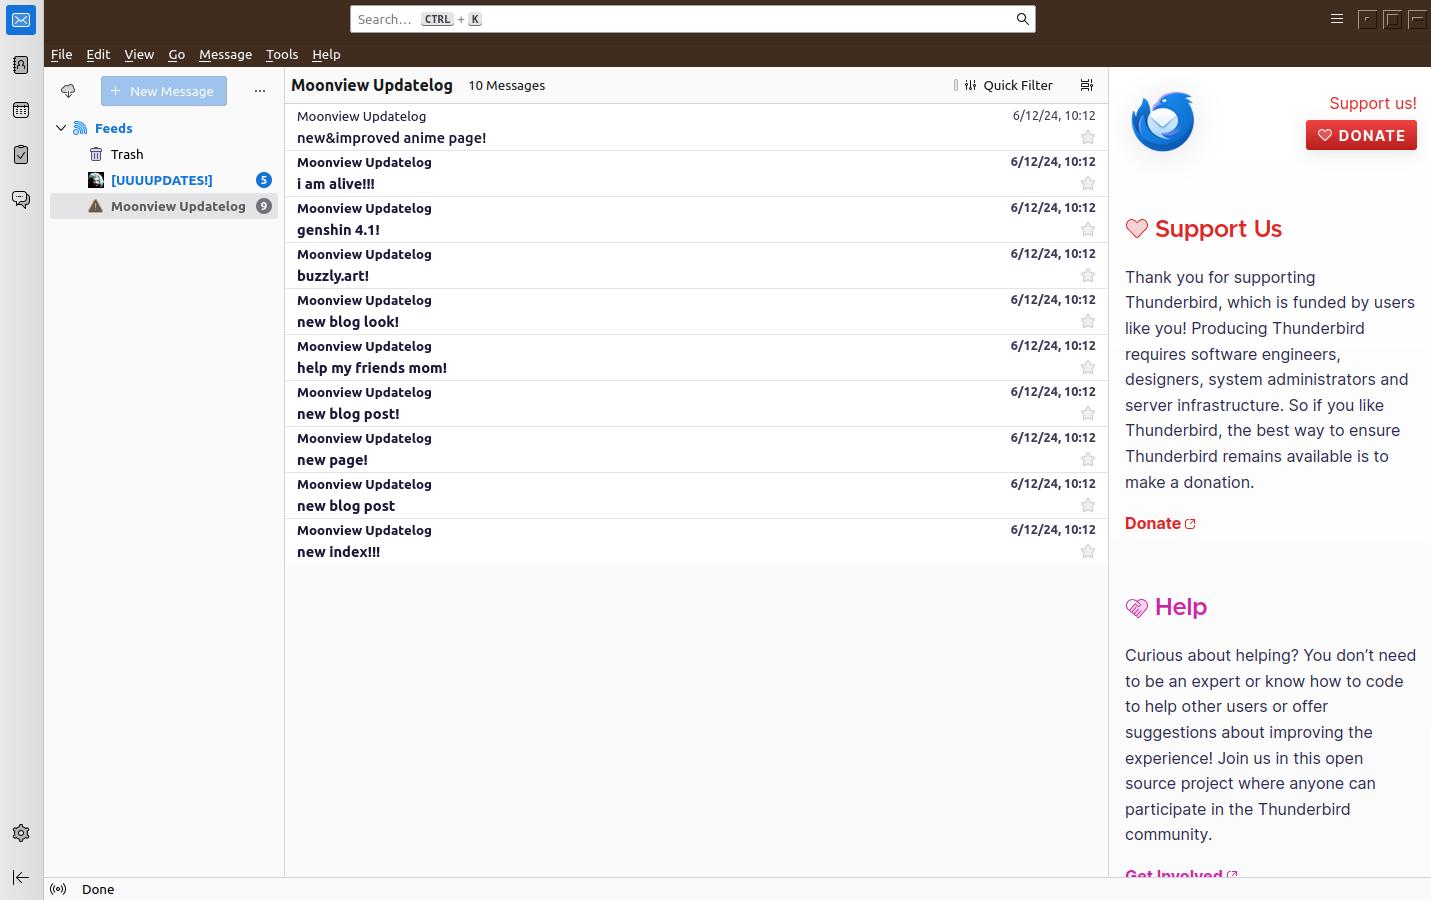 Search... CTRL + K
File Edit View Go Message Tools Help
+ New Message
Feeds
Trash
[UUUUPDATES!] 5
Moonview Updatelog 9
Moonview Updatelog 10 Messages Quick Filter
Moonview Updatelog 6/12/24, 10:12
new&improved anime page!
Moonview Updatelog 6/12/24, 10:12
i am alive!!!
Moonview Updatelog 6/12/24, 10:12
genshin 4.1!
Moonview Updatelog 6/12/24, 10:12
buzzly.art!
Moonview Updatelog 6/12/24, 10:12
new blog look!
Moonview Updatelog 6/12/24, 10:12
help my friends mom!
Moonview Updatelog 6/12/24, 10:12
new blog post!
Moonview Updatelog 6/12/24, 10:12
new page!
Moonview Updatelog 6/12/24, 10:12
new blog post
Moonview Updatelog 6/12/24, 10:12
new index!!!
Support us!
DONATE
Support Us
Thank you for supporting
Thunderbird, which is funded by users
like you! Producing Thunderbird
requires software engineers,
designers, system administrators and
server infrastructure. So if you like
Thunderbird, the best way to ensure
Thunderbird remains available is to
make a donation.
Donate
Help
Curious about helping? You don’t need
to be an expert or know how to code
to help other users or offer
suggestions about improving the
experience! Join us in this open
source project where anyone can
participate in the Thunderbird
community.
Get Involved
Done